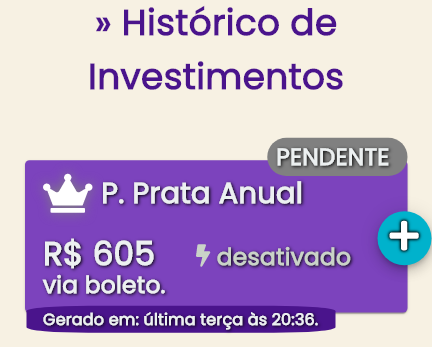 » Histórico de
Investimentos
PENDENTE
P. Prata Anual
R$ 605
desativado
via boleto.
Gerado em: última terça às 20:36.